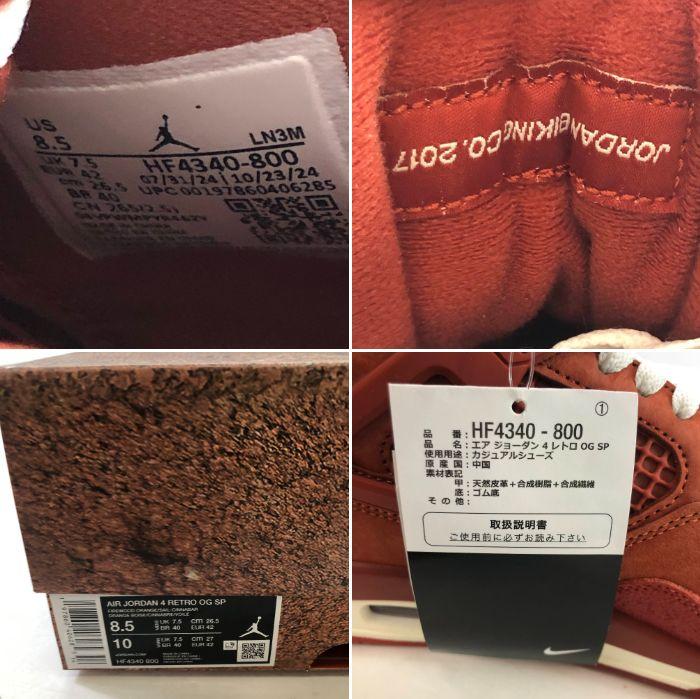 US
8.5
UK 7.5
EUR 42
cm 26.5
BR 40
CN 265(2.5)
LN3M
HF4340-800
07/31/24 10/23/24
UPC 00197860406285
JORDAN BIKING CO. 2017
AIR JORDAN 4 RETRO OG SP
8.5 UK 7.5 cm 26.5
BR 40 EUR 42
10 UK 7.5 cm 27
BR 40 EUR 42
HF4340 800
①
品 番 : HF4340 - 800
品 名 : エア ジョーダン 4 レトロ OG SP
使用用途 : カジュアルシューズ
原 産 国 : 中国
素材表記
甲 : 天然皮革+合成樹脂+合成繊維
底 : ゴム底
そ の 他 :
取扱説明書
ご使用前に必ずお読み下さい